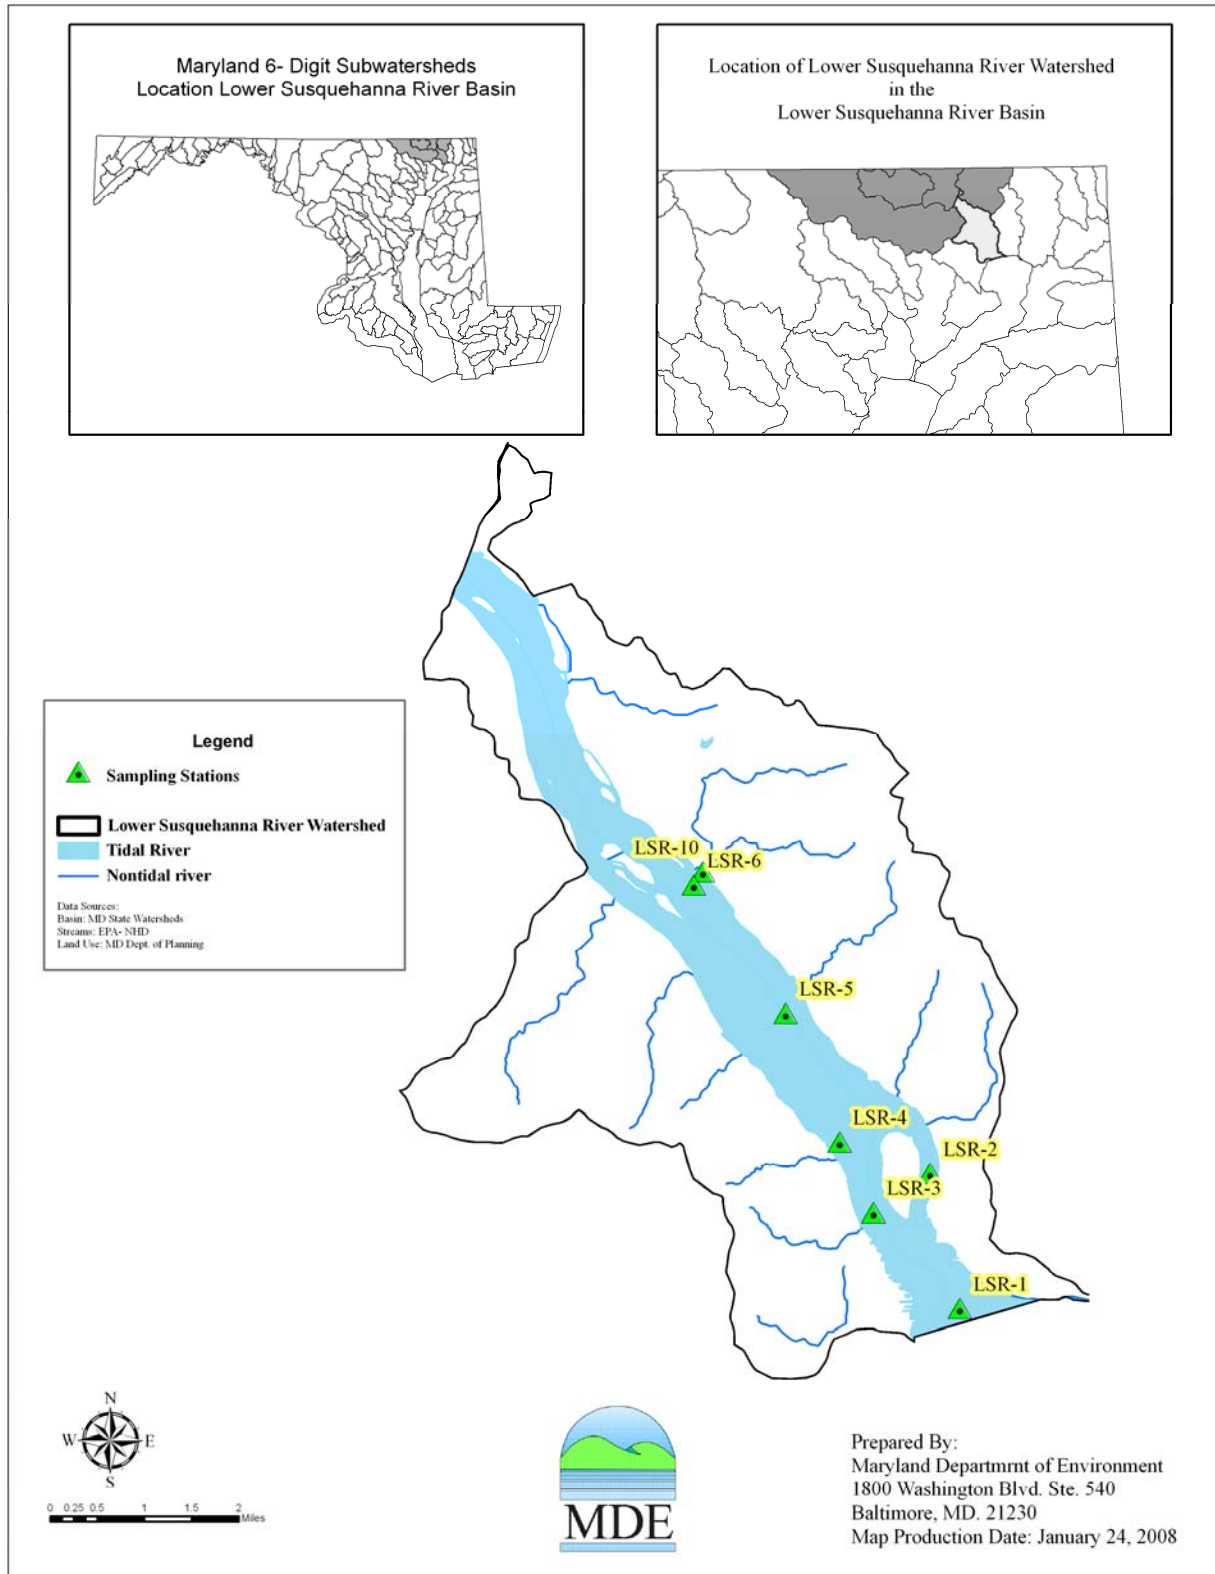 Maryland 6- Digit Subwatersheds
Location Lower Susquehanna River Basin
Location of Lower Susquehanna River Watershed
in the
Lower Susquehanna River Basin
Legend
Sampling Stations
Lower Susquehanna River Watershed
Tidal River
Nontidal river
Data Sources:
Basin: MD State Watersheds
Streams: EPA- NHD
Land Use: MD Dept. of Planning
LSR-10
LSR-6
LSR-5
LSR-4
LSR-2
LSR-3
LSR-1
N
W
E
S
0 0.25 0.5 1 1.5 2
Miles
MDE
Prepared By:
Maryland Departmrnt of Environment
1800 Washington Blvd. Ste. 540
Baltimore, MD. 21230
Map Production Date: January 24, 2008